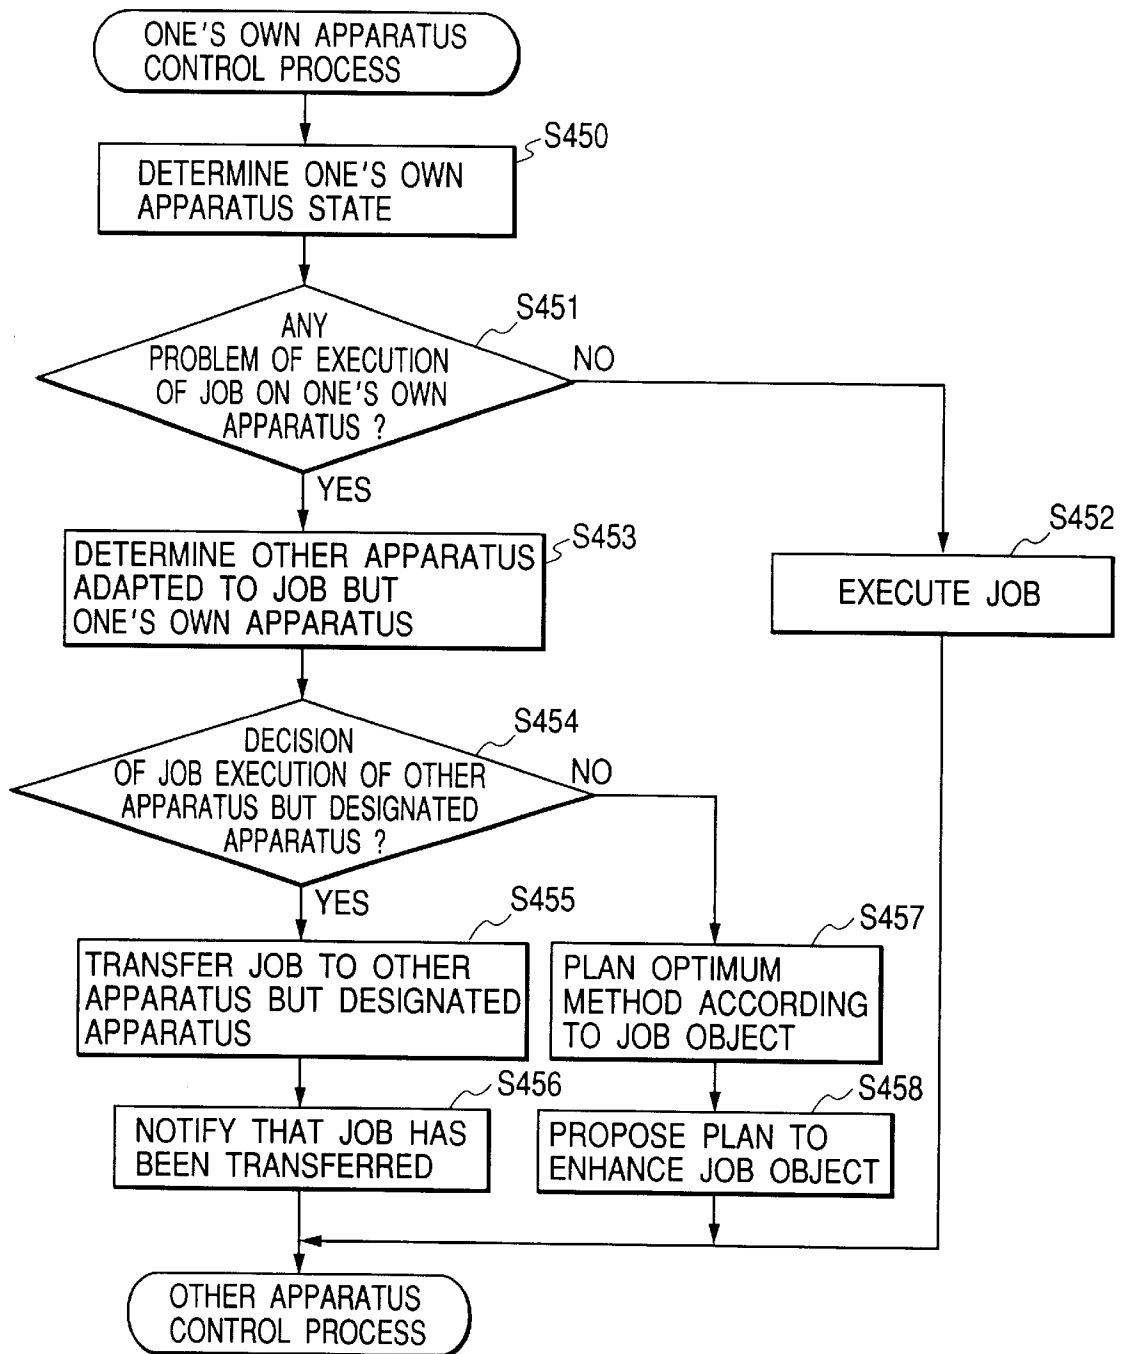 ONE'S OWN APPARATUS
CONTROL PROCESS
S450
DETERMINE ONE'S OWN
APPARATUS STATE
S451
ANY
PROBLEM OF EXECUTION
OF JOB ON ONE'S OWN
APPARATUS ?
NO
YES
S452
EXECUTE JOB
S453
DETERMINE OTHER APPARATUS
ADAPTED TO JOB BUT
ONE'S OWN APPARATUS
S454
DECISION
OF JOB EXECUTION OF OTHER
APPARATUS BUT DESIGNATED
APPARATUS ?
NO
YES
S455
TRANSFER JOB TO OTHER
APPARATUS BUT DESIGNATED
APPARATUS
S457
PLAN OPTIMUM
METHOD ACCORDING
TO JOB OBJECT
S456
NOTIFY THAT JOB HAS
BEEN TRANSFERRED
S458
PROPOSE PLAN TO
ENHANCE JOB OBJECT
OTHER APPARATUS
CONTROL PROCESS